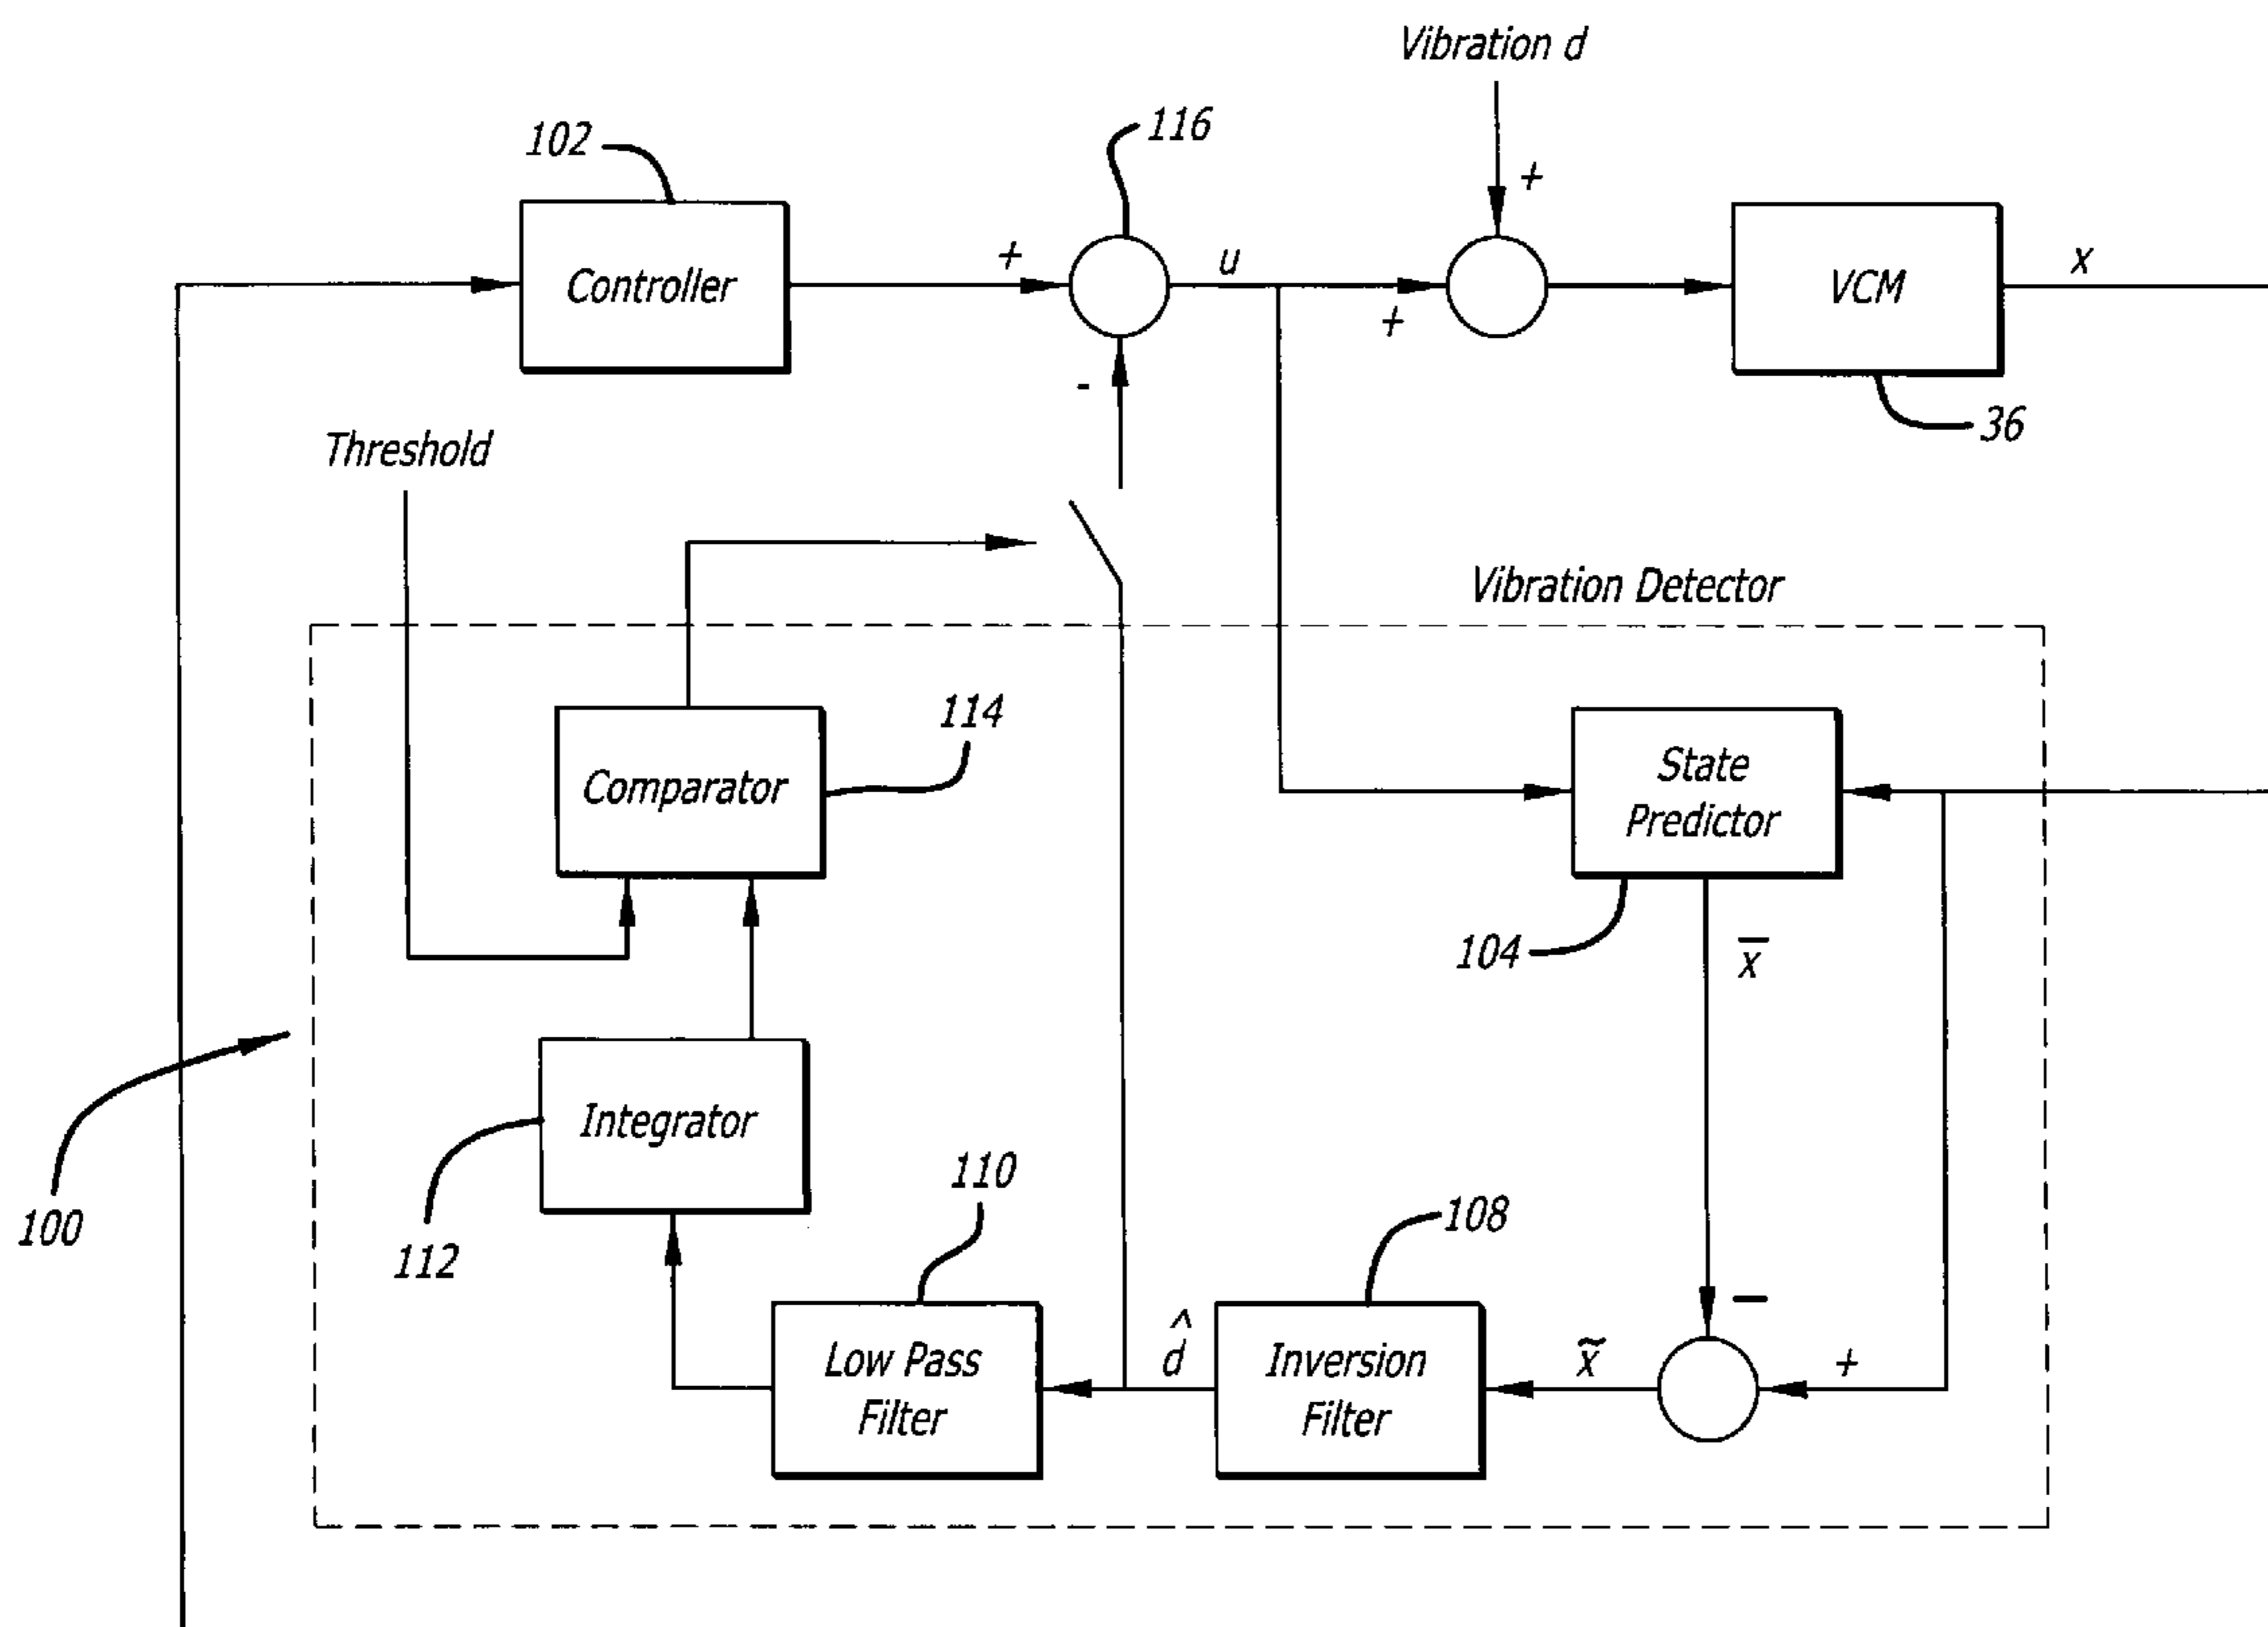 Vibration d
116
102
+
+
Controller
u
+
VCM
x
+
-
36
Threshold
Vibration Detector
114
Comparator
State
Predictor
104
x̄
Integrator
110
108
100
112
—
Low Pass
Filter
d̂
Inversion
Filter
x̃
+